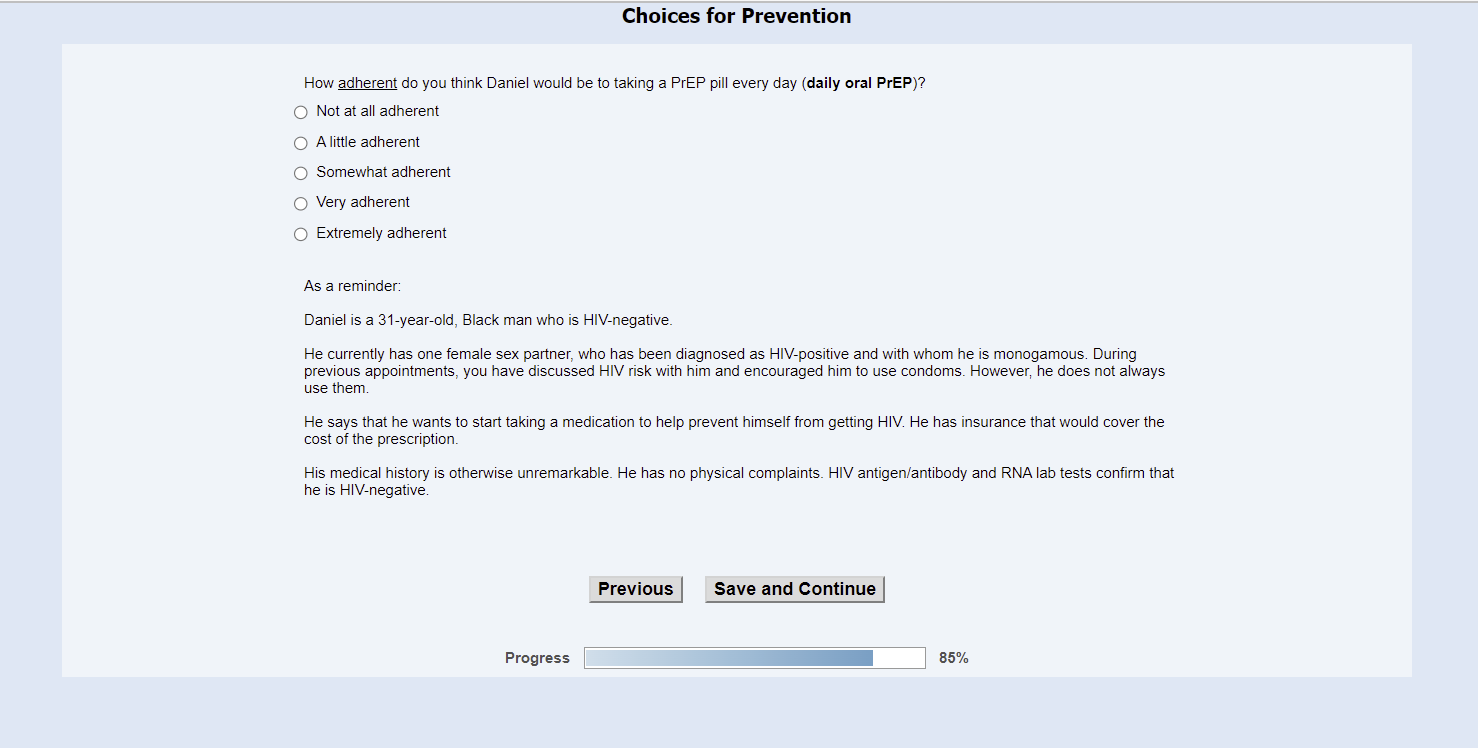 Choices for Prevention
How adherent do you think Daniel would be to taking a PrEP pill every day (daily oral PrEP)?
Not at all adherent
A little adherent
Somewhat adherent
Very adherent
Extremely adherent
As a reminder:
Daniel is a 31-year-old, Black man who is HIV-negative.
He currently has one female sex partner, who has been diagnosed as HIV-positive and with whom he is monogamous. During
previous appointments, you have discussed HIV risk with him and encouraged him to use condoms. However, he does not always
use them.
He says that he wants to start taking a medication to help prevent himself from getting HIV. He has insurance that would cover the
cost of the prescription.
His medical history is otherwise unremarkable. He has no physical complaints. HIV antigen/antibody and RNA lab tests confirm that
he is HIV-negative.
Previous Save and Continue
Progress 85%